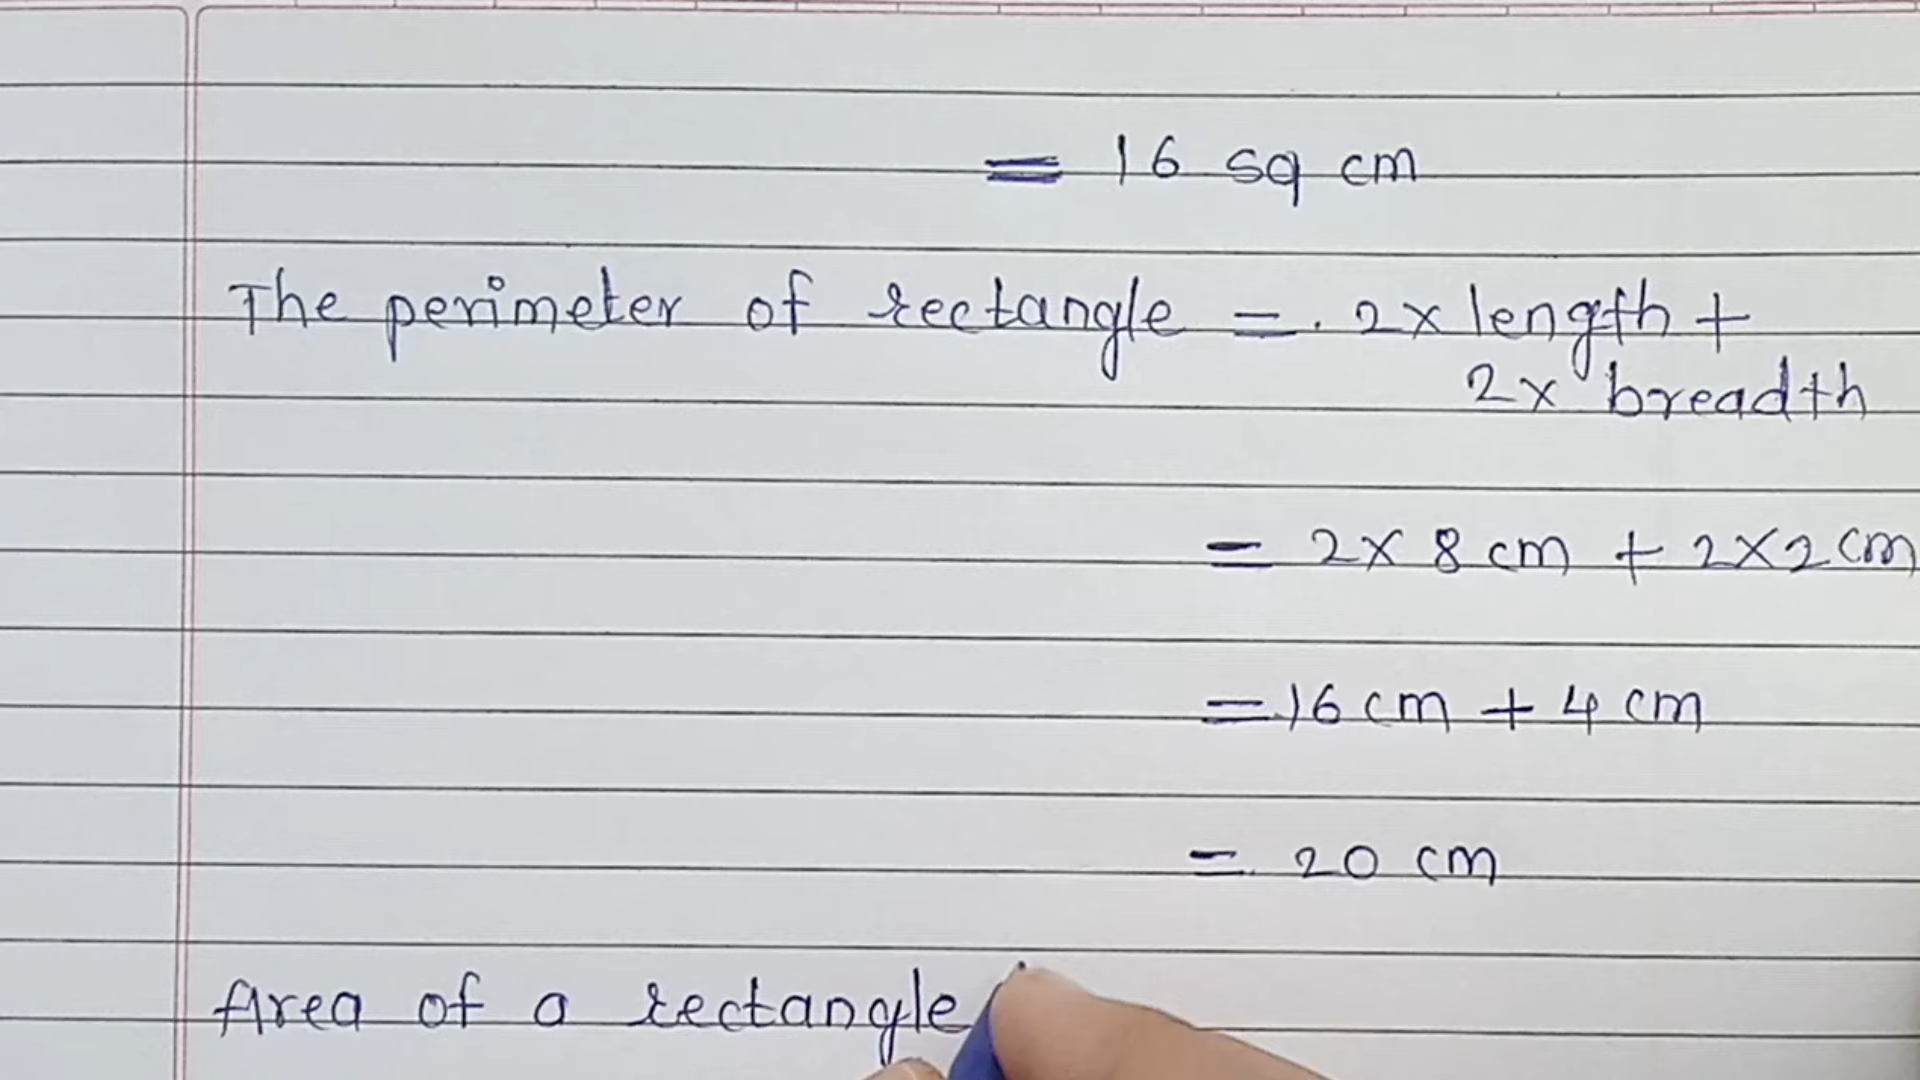 = 16 sq cm
The perimeter of rectangle = 2x length +
2x breadth
= 2x 8 cm + 2x2 cm
= 16 cm + 4 cm
= 20 cm
Area of a rectangle